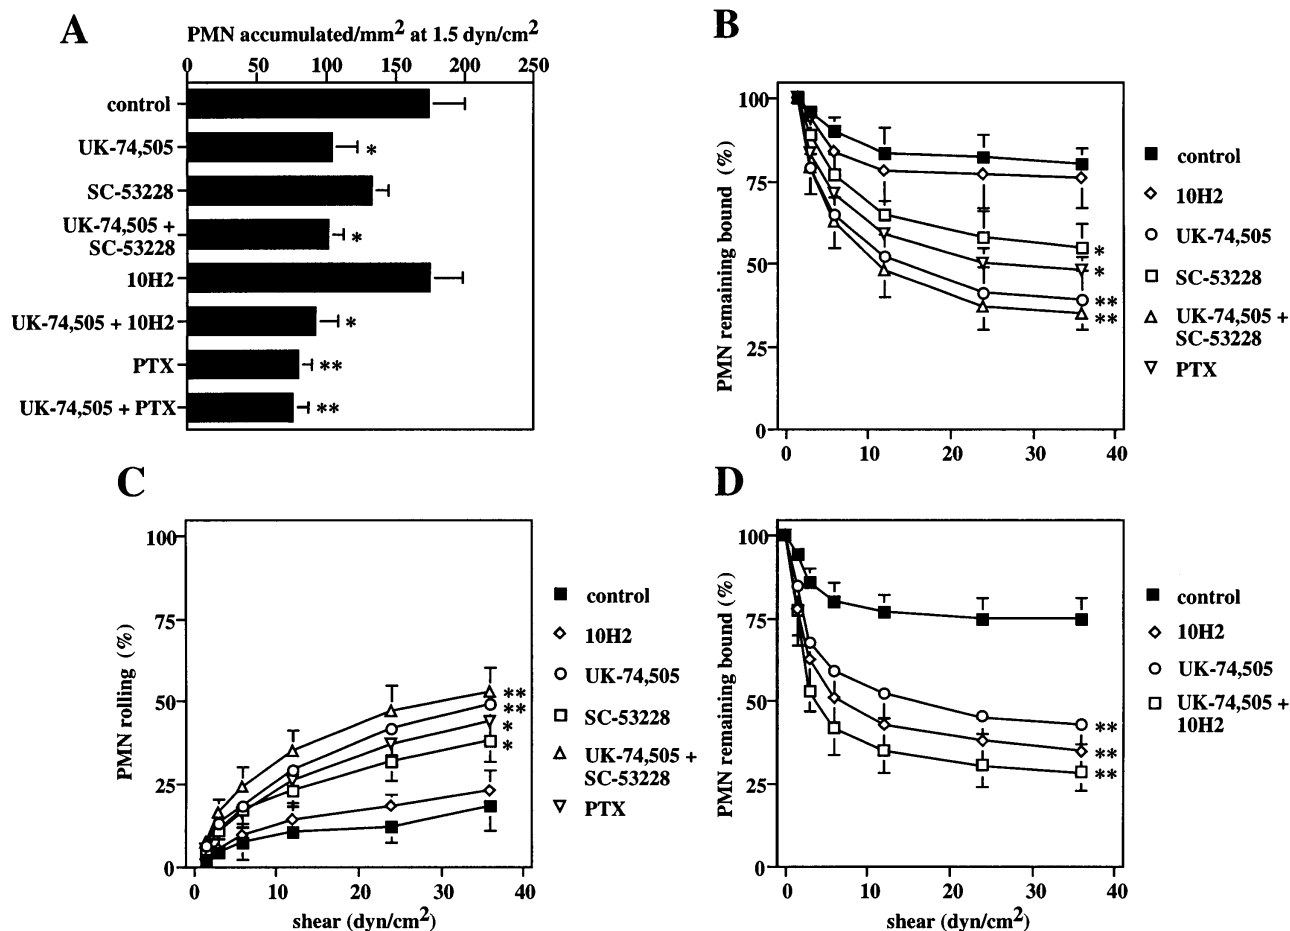 A
PMN accumulated/mm2 at 1.5 dyn/cm2
0 50 100 150 200 250
control
UK-74,505 *
SC-53228
UK-74,505 +
SC-53228 *
10H2
UK-74,505 + 10H2 *
PTX **
UK-74,505 + PTX **
B
PMN remaining bound (%)
100
75
50
25
0
0 10 20 30 40
shear (dyn/cm2)
*
*
**
**
control
10H2
UK-74,505
SC-53228
UK-74,505 +
SC-53228
PTX
C
PMN rolling (%)
100
75
50
25
0
0 10 20 30 40
shear (dyn/cm2)
**
**
*
*
control
10H2
UK-74,505
SC-53228
UK-74,505 +
SC-53228
PTX
D
PMN remaining bound (%)
100
75
50
25
0
0 10 20 30 40
shear (dyn/cm2)
**
**
**
control
10H2
UK-74,505
UK-74,505 +
10H2